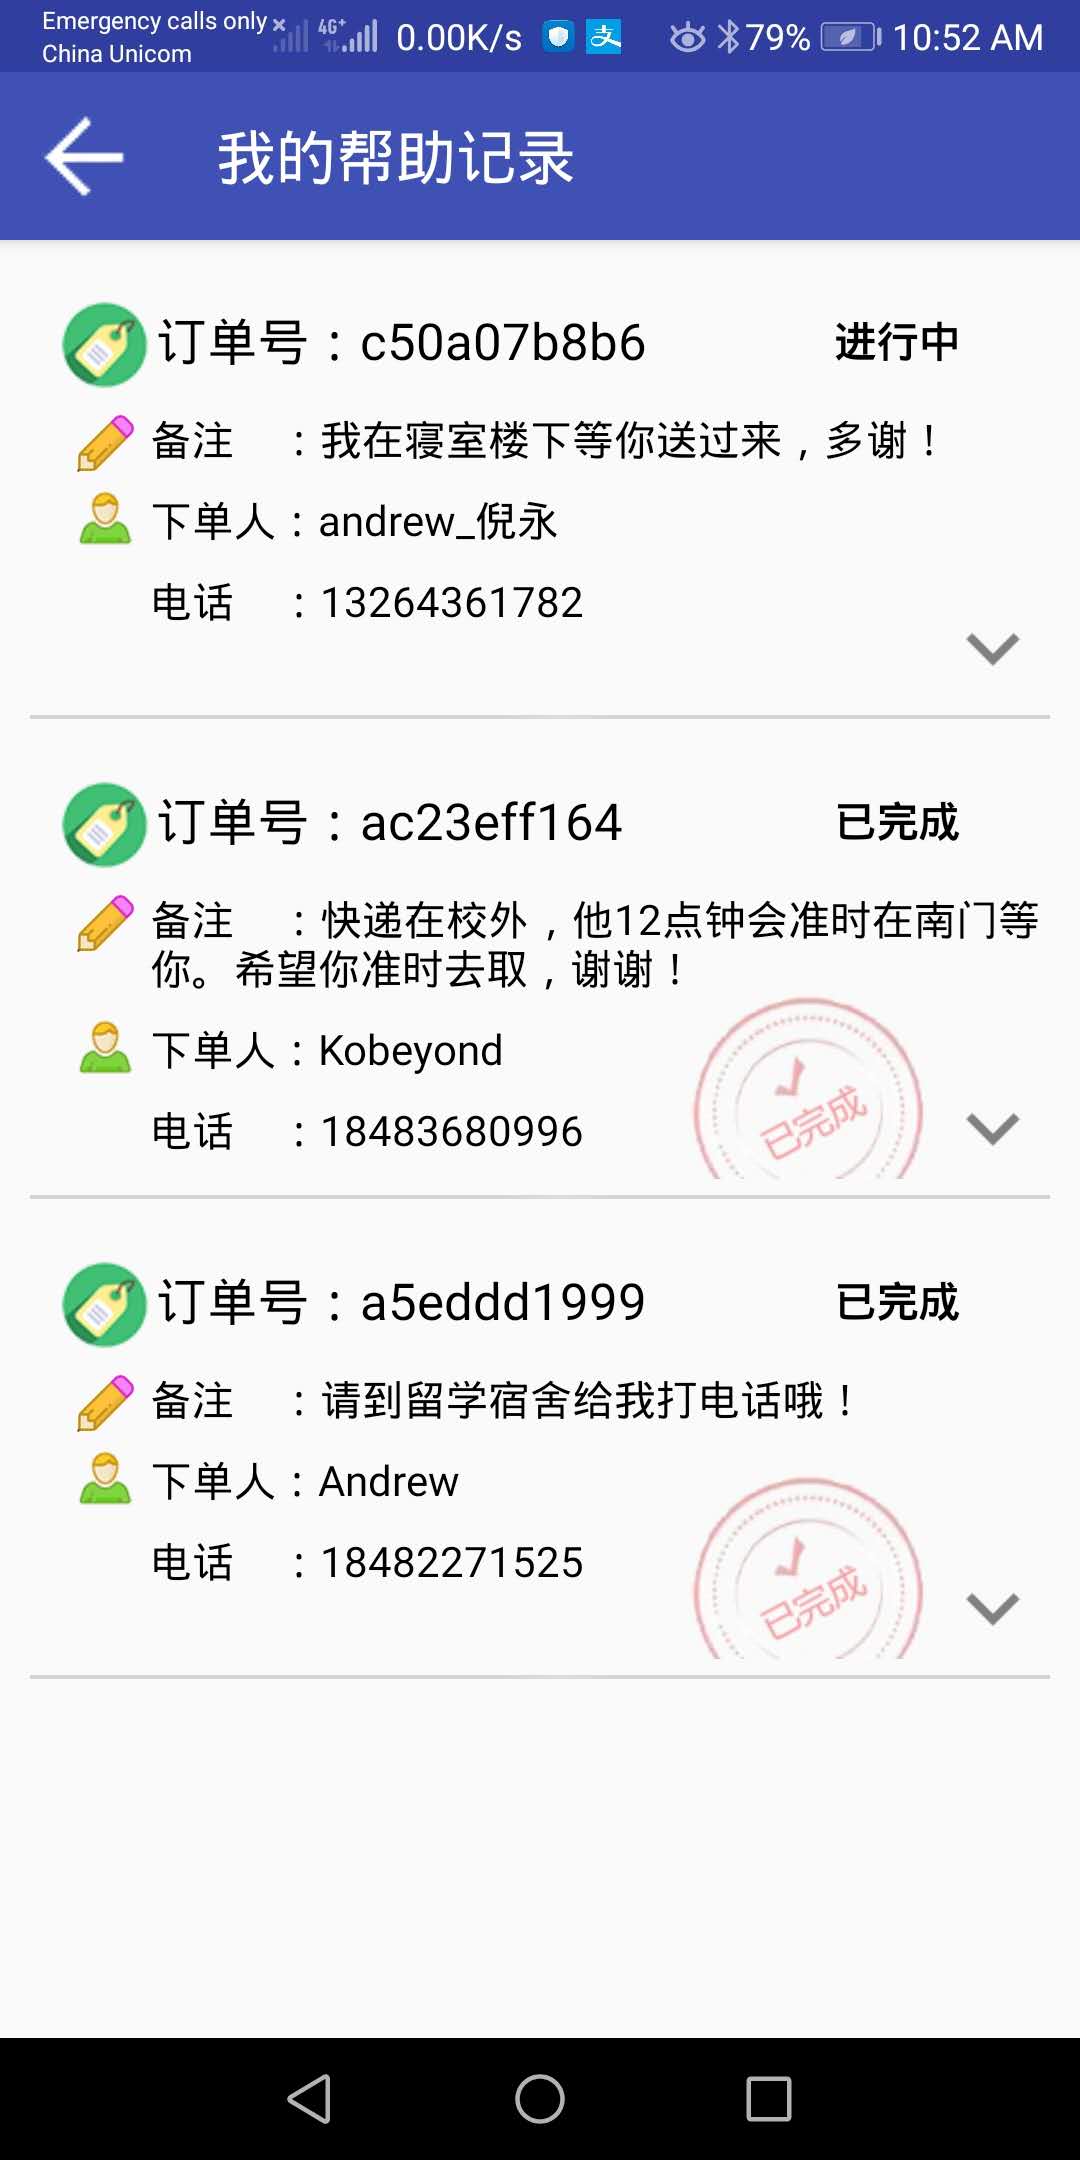 Emergency calls only
China Unicom
4G+ 0.00K/s 支 79% 10:52 AM
我的帮助记录
订单号：c50a07b8b6 进行中
备注 ：我在寝室楼下等你送过来，多谢！
下单人：andrew_倪永
电话 ：13264361782
订单号：ac23eff164 已完成
备注 ：快递在校外，他12点钟会准时在南门等
你。希望你准时去取，谢谢！
下单人：Kobeyond
电话 ：18483680996
已完成
订单号：a5eddd1999 已完成
备注 ：请到留学宿舍给我打电话哦！
下单人：Andrew
电话 ：18482271525
已完成